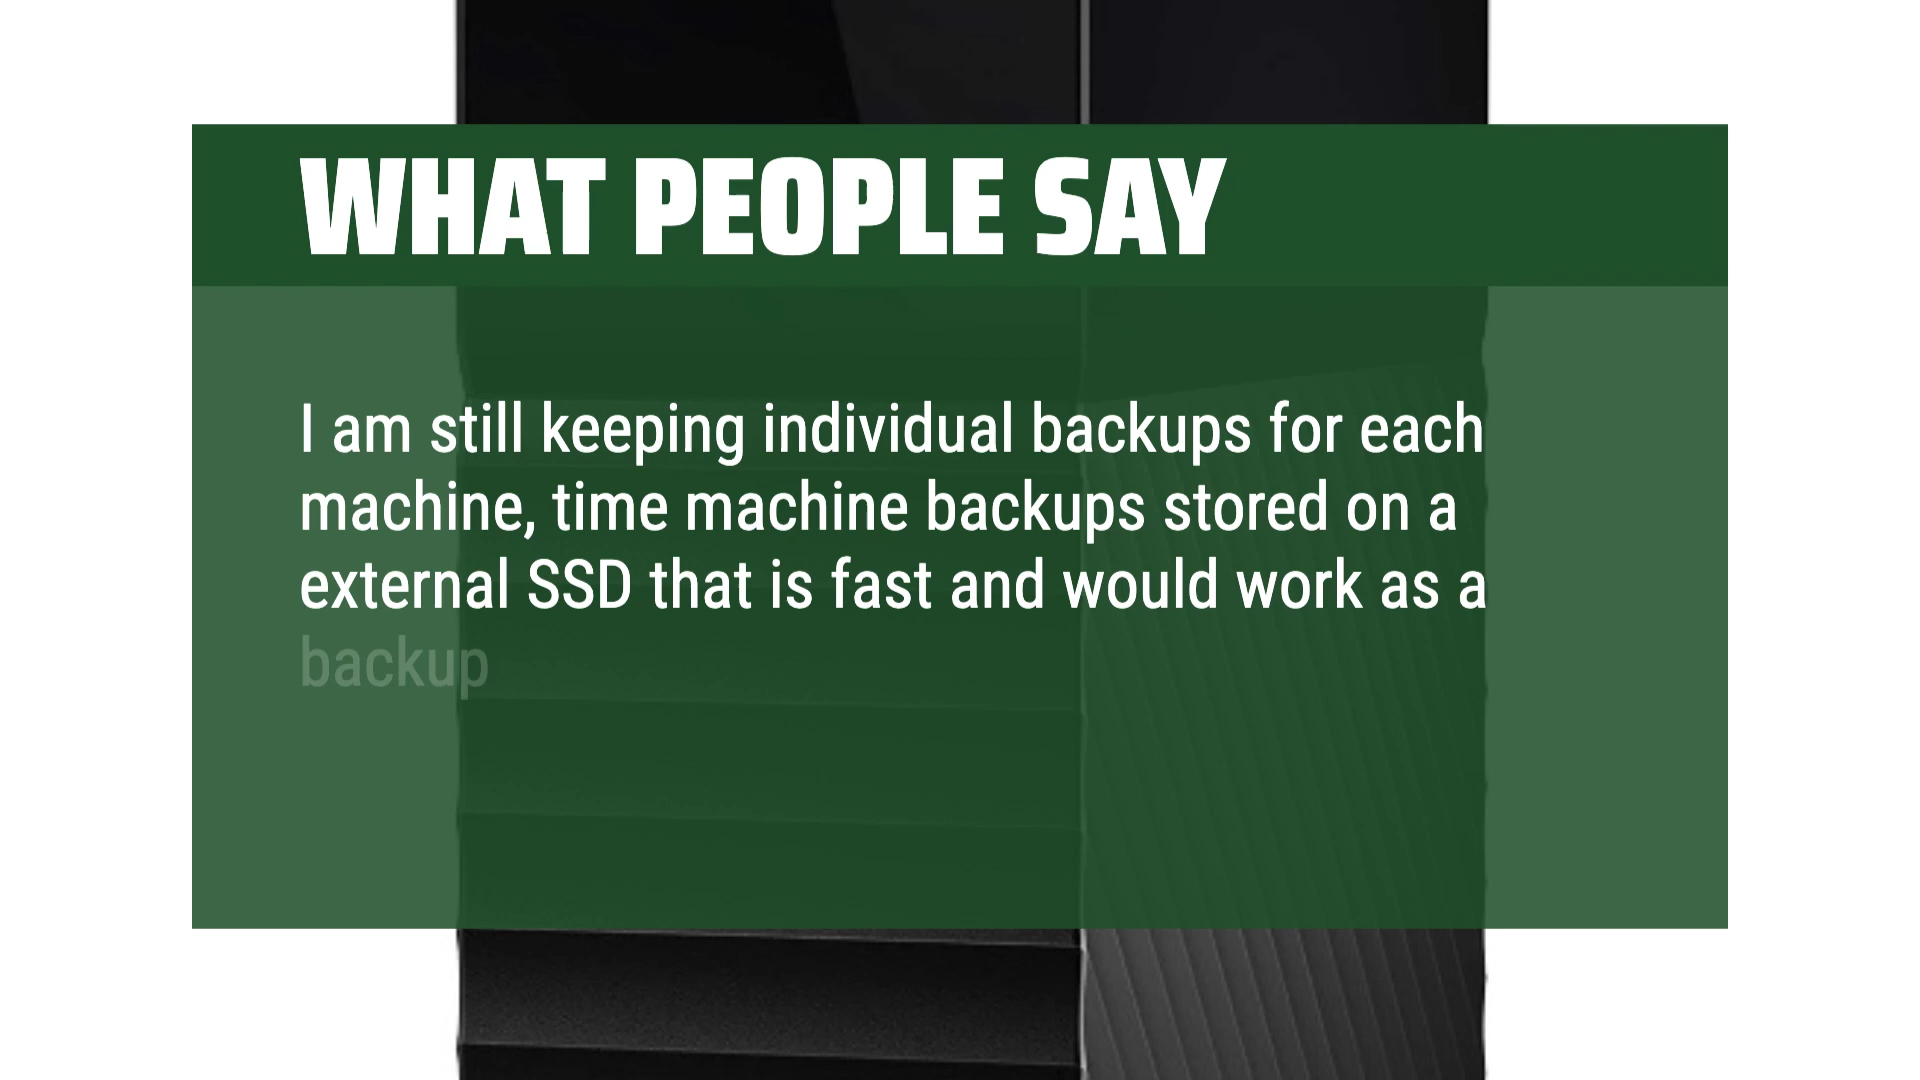 WHAT PEOPLE SAY
I am still keeping individual backups for each
machine, time machine backups stored on a
external SSD that is fast and would work as a
backup